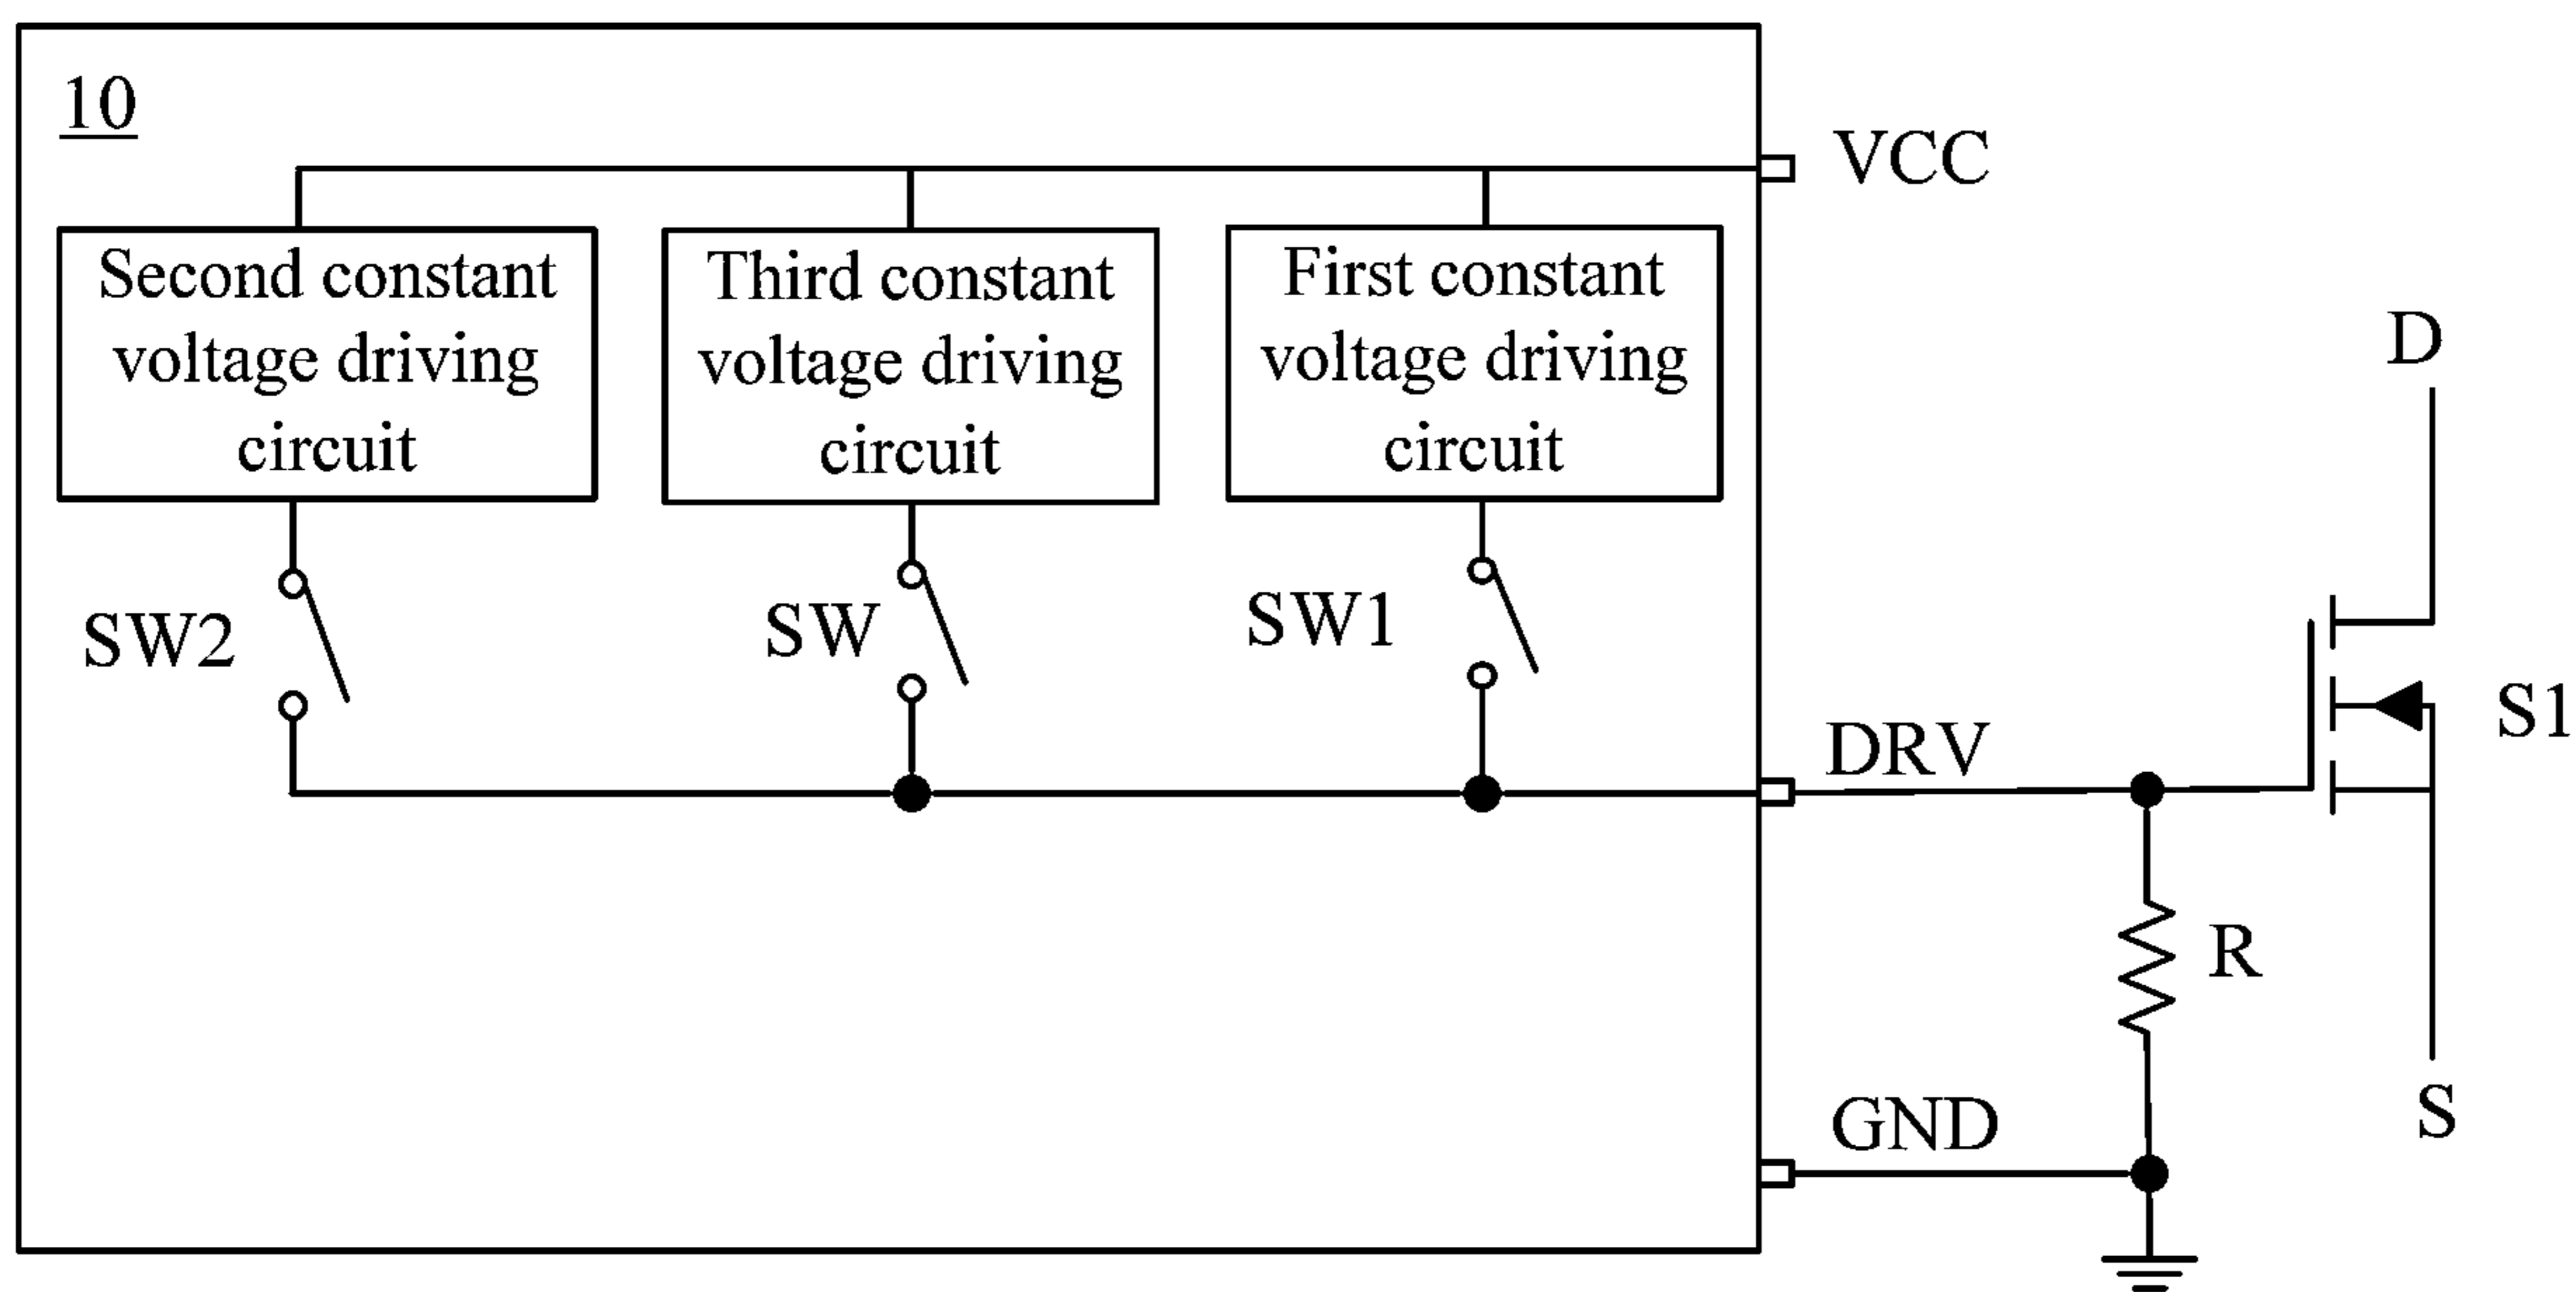 10
VCC
Second constant
voltage driving
circuit
Third constant
voltage driving
circuit
First constant
voltage driving
circuit
D
SW2
SW
SW1
S1
DRV
R
GND
S